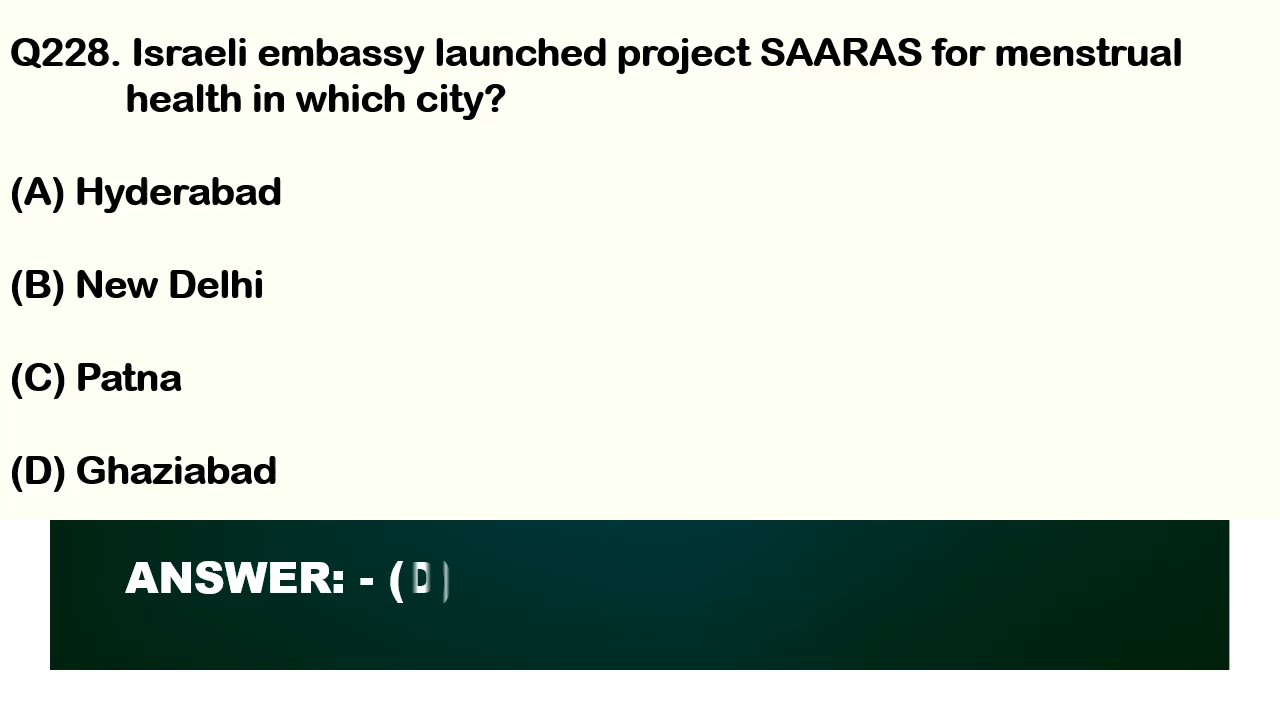 Q228. Israeli embassy launched project SAARAS for menstrual
health in which city?
(A) Hyderabad
(B) New Delhi
(C) Patna
(D) Ghaziabad
ANSWER: - (D)